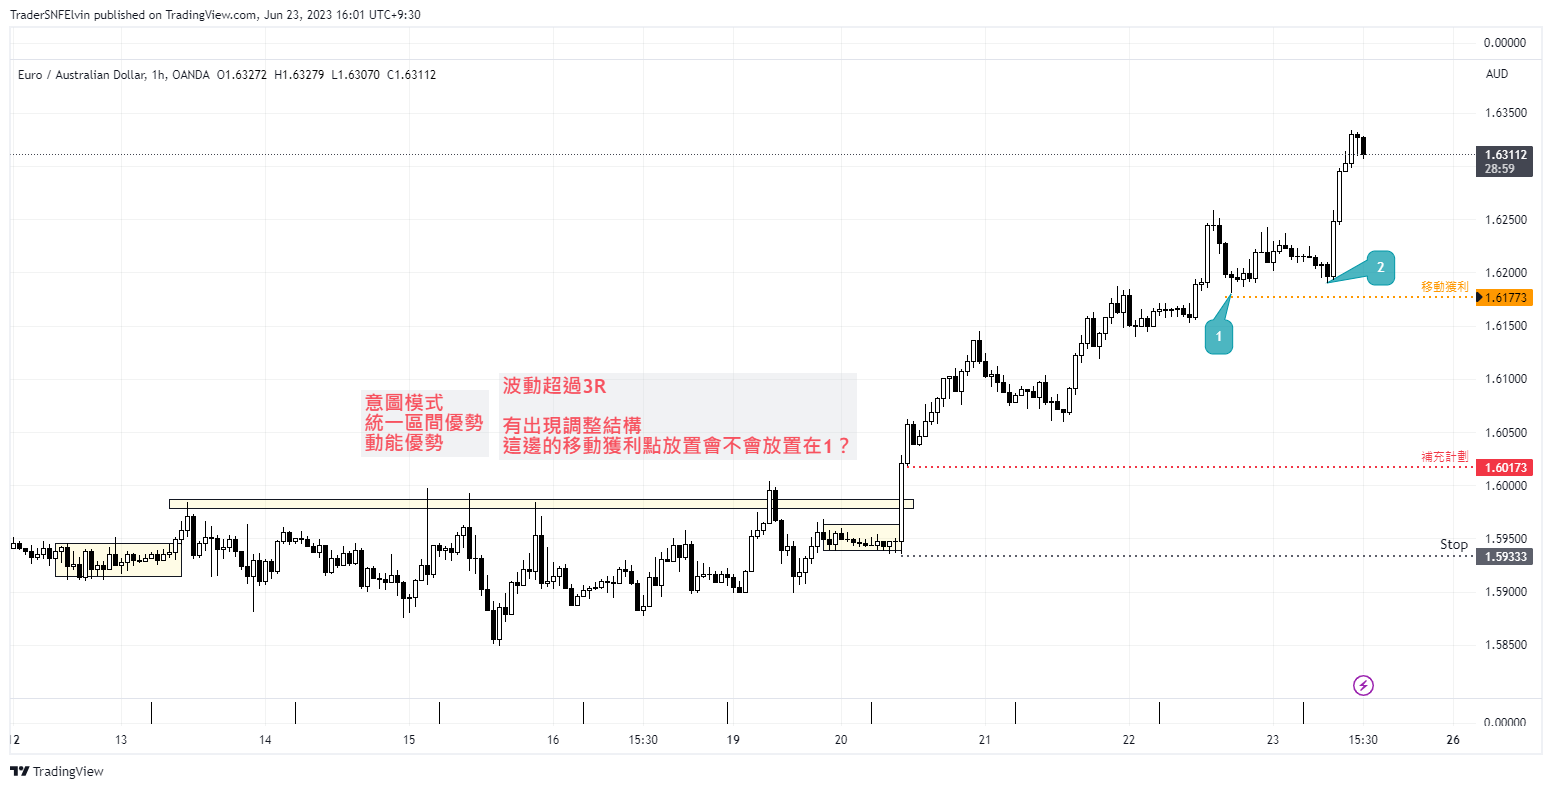 TraderSNFElvin published on TradingView.com, Jun 23, 2023 16:01 UTC+9:30
0.00000
Euro / Australian Dollar, 1h, OANDA O1.63272 H1.63279 L1.63070 C1.63112
AUD
1.63500
1.63112
28:59
1.62500
2
1.62000
移動獲利
1.61773
1.61500
1
1.61000
意圖模式
統一區間優勢
動能優勢
波動超過3R
有出現調整結構
這邊的移動獲利點放置會不會放置在1？
1.60500
補充計劃
1.60173
1.60000
1.59500
Stop
1.59333
1.59000
1.58500
0.00000
12 13 14 15 16 15:30 19 20 21 22 23 15:30 26
TradingView